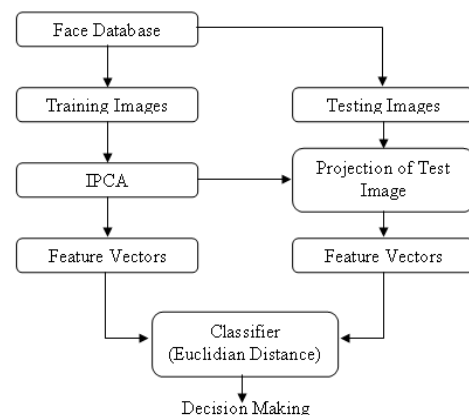 Face Database
Training Images
Testing Images
IPCA
Projection of Test
Image
Feature Vectors
Feature Vectors
Classifier
(Euclidian Distance)
Decision Making